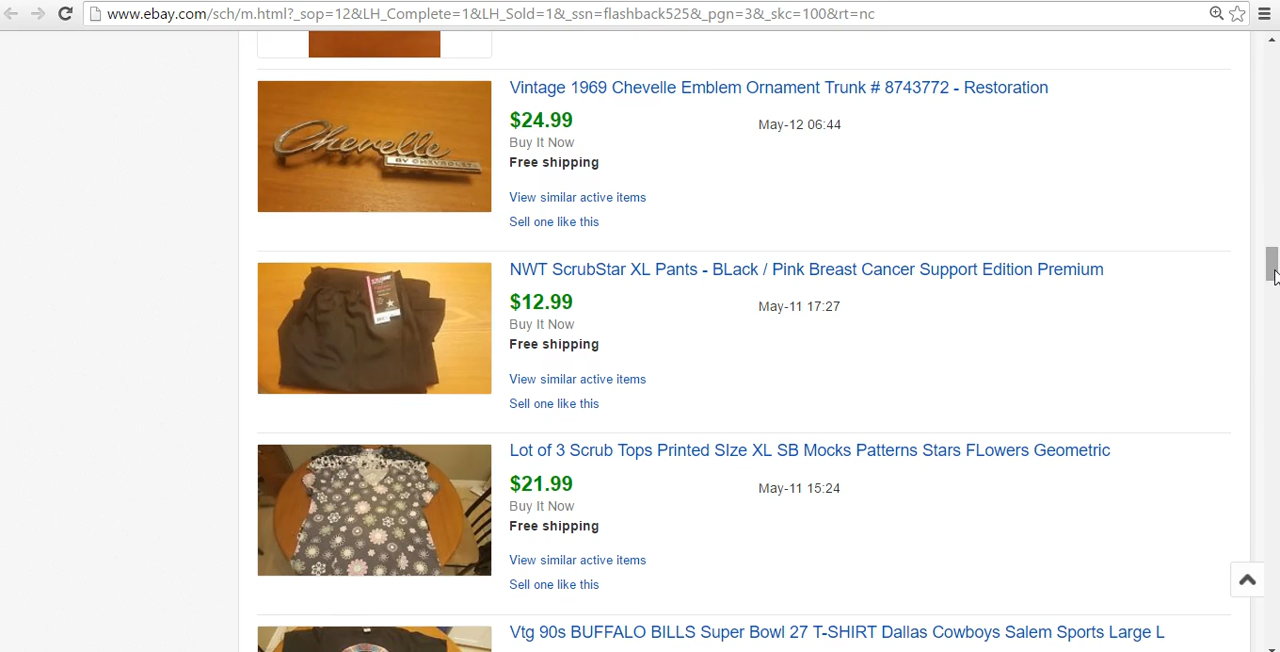 www.ebay.com/sch/m.html?_sop=12&LH_Complete=1&LH_Sold=1&_ssn=flashback525&_pgn=3&_skc=100&rt=nc
Vintage 1969 Chevelle Emblem Ornament Trunk # 8743772 - Restoration
$24.99
May-12 06:44
Buy It Now
Free shipping
View similar active items
Sell one like this
Chevelle
BY CHEVROLET
NWT ScrubStar XL Pants - BLack / Pink Breast Cancer Support Edition Premium
$12.99
May-11 17:27
Buy It Now
Free shipping
View similar active items
Sell one like this
Lot of 3 Scrub Tops Printed SIze XL SB Mocks Patterns Stars FLowers Geometric
$21.99
May-11 15:24
Buy It Now
Free shipping
View similar active items
Sell one like this
Vtg 90s BUFFALO BILLS Super Bowl 27 T-SHIRT Dallas Cowboys Salem Sports Large L